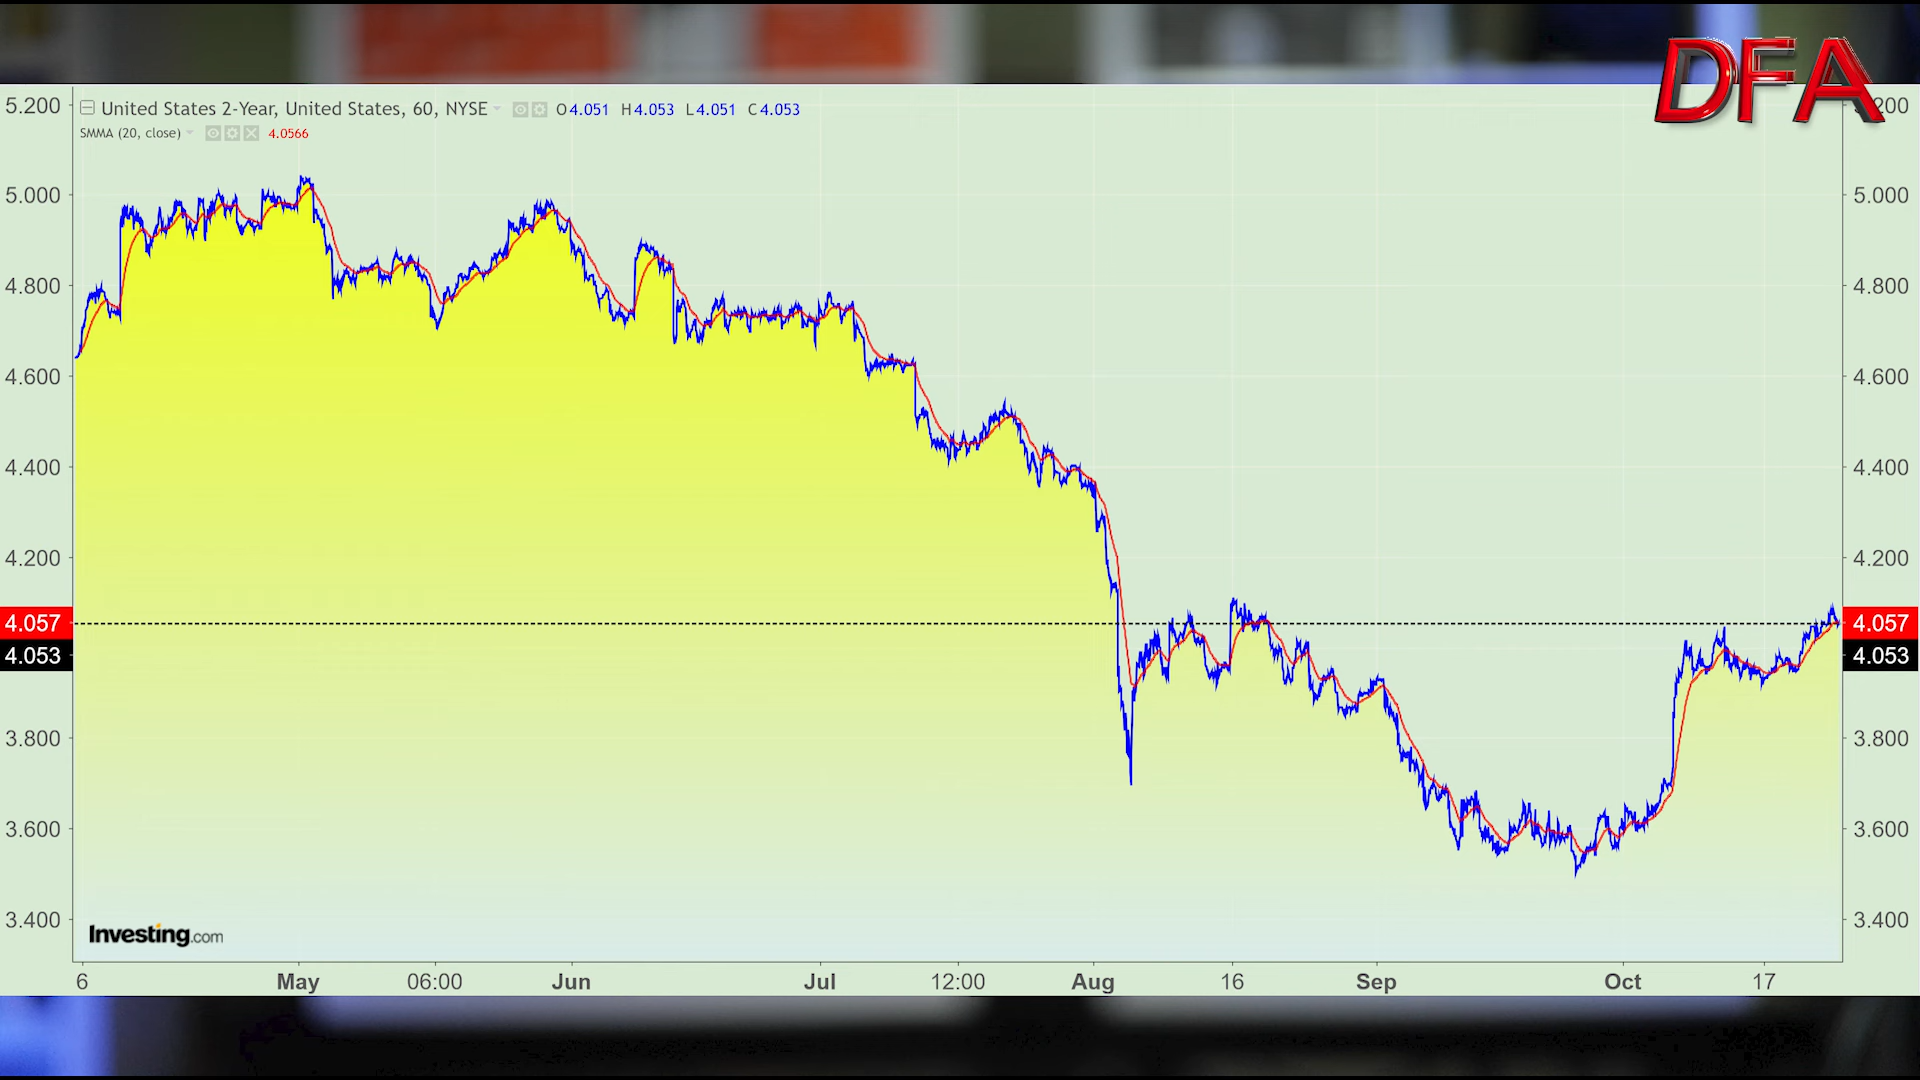 DFA
United States 2-Year, United States, 60, NYSE O4.051 H4.053 L4.051 C4.053
SMMA (20, close) 4.0566
5.200 200
5.000 5.000
4.800 4.800
4.600 4.600
4.400 4.400
4.200 4.200
4.057 4.057
4.053 4.053
3.800 3.800
3.600 3.600
3.400 3.400
Investing.com
6 May 06:00 Jun Jul 12:00 Aug 16 Sep Oct 17